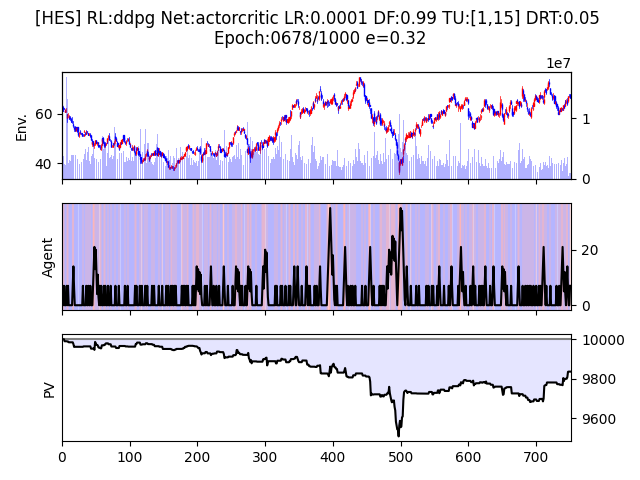 [HES] RL:ddpg Net:actorcritic LR:0.0001 DF:0.99 TU:[1,15] DRT:0.05
Epoch:0678/1000 e=0.32
1e7
Env.
60
40
1
0
Agent
20
0
PV
10000
9800
9600
0 100 200 300 400 500 600 700